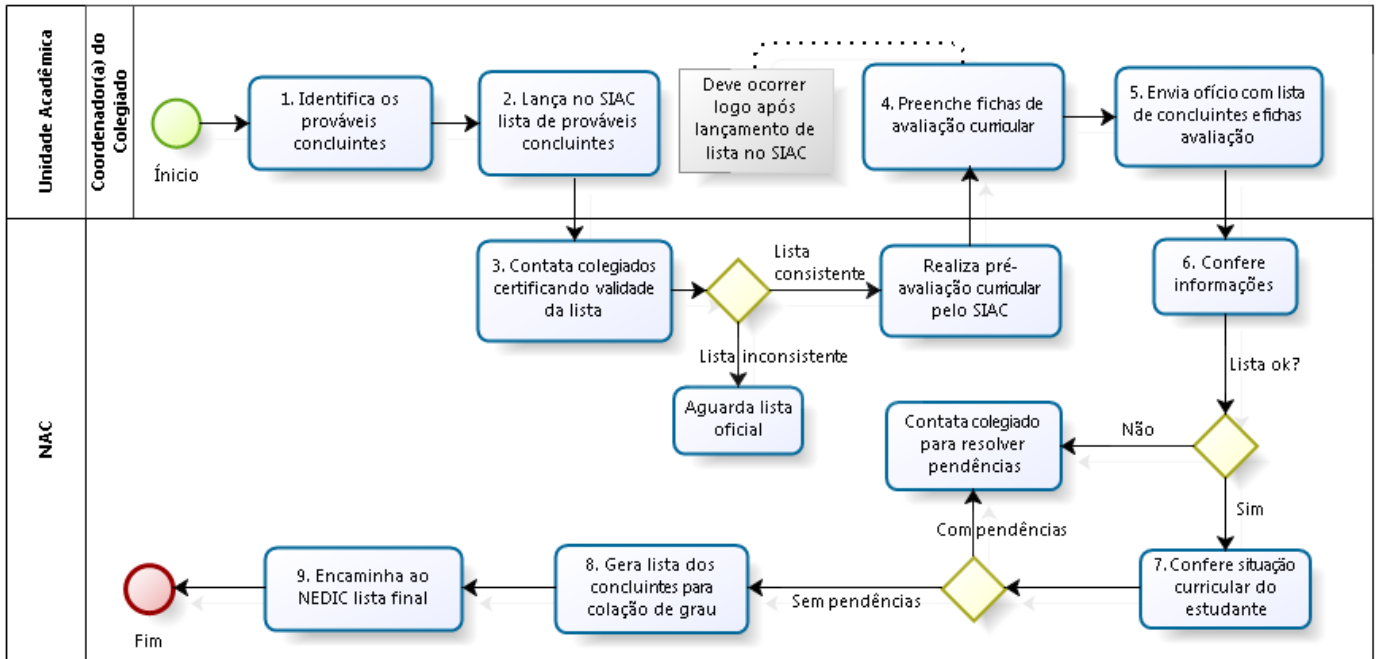 Unidade Acadêmica
Coordenador(a) do
Colegiado
Ínicio
1. Identifica os
prováveis
concluintes
2. Lança no SIAC
lista de prováveis
concluintes
Deve ocorrer
logo após
lançamento de
lista no SIAC
4. Preenche fichas de
avaliação curricular
5. Envia ofício com lista
de concluintes e fichas
avaliação
NAC
3. Contata colegiados
certificando validade
da lista
Lista
consistente
Lista inconsistente
Aguarda lista
oficial
Realiza pré-
avaliação curricular
pelo SIAC
6. Confere
informações
Lista ok?
Não
Contata colegiado
para resolver
pendências
Sim
7. Confere situação
curricular do
estudante
Com pendências
Sem pendências
8. Gera lista dos
concluintes para
colação de grau
9. Encaminha ao
NEDIC lista final
Fim